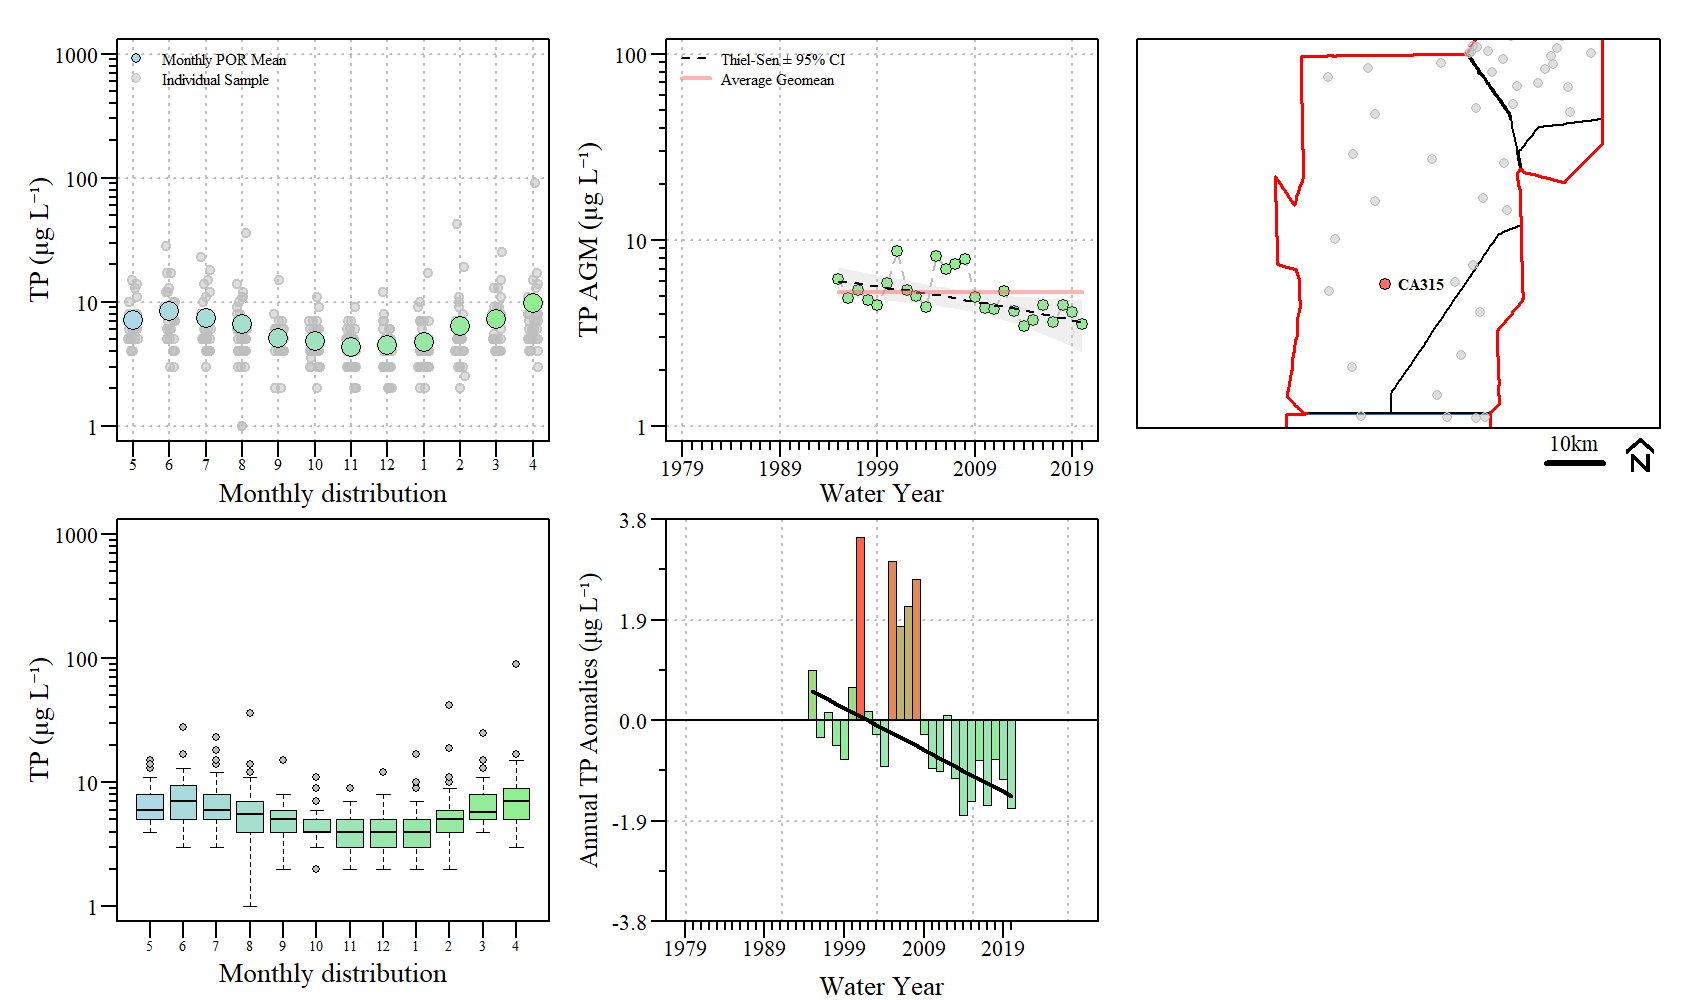 1000
100
10
1
TP (µg L⁻¹)
Monthly POR Mean
Individual Sample
5 6 7 8 9 10 11 12 1 2 3 4
Monthly distribution
100
10
1
TP AGM (µg L⁻¹)
Thiel-Sen ± 95% CI
Average Geomean
1979 1989 1999 2009 2019
Water Year
CA315
10km
N
1000
100
10
1
TP (µg L⁻¹)
5 6 7 8 9 10 11 12 1 2 3 4
Monthly distribution
3.8
1.9
0.0
-1.9
-3.8
Annual TP Aomalies (µg L⁻¹)
1979 1989 1999 2009 2019
Water Year